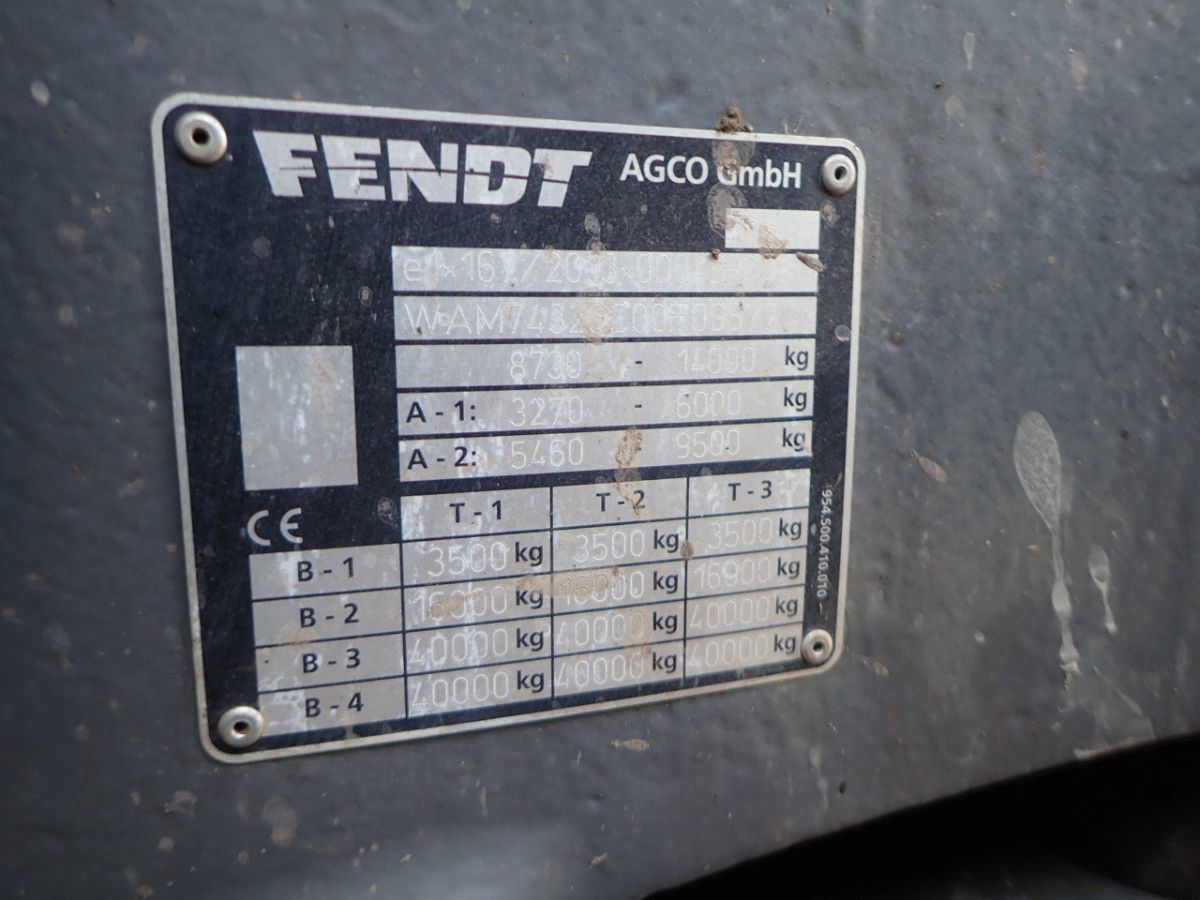 FENDT AGCO GmbH
8730 - 14000 kg
A - 1: 3270 - 6000 kg
A - 2: 5460 9500 kg
T - 1 T - 2 T - 3
CE
B - 1 3500 kg 3500 kg 3500 kg
B - 2 kg kg 16900 kg
B - 3 40000 kg 40000 kg 40000 kg
B - 4 40000 kg 40000 kg 40000 kg
954.500.410.010